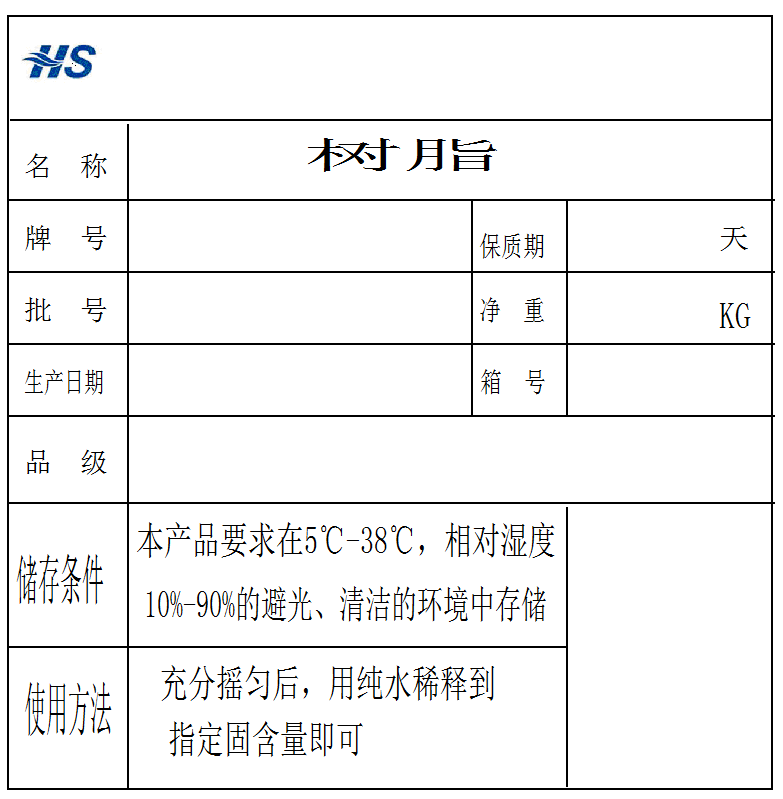 HS
名 称 树脂
牌 号 保质期 天
批 号 净 重 KG
生产日期 箱 号
品 级
储存条件 本产品要求在5℃-38℃，相对湿度
10%-90%的避光、清洁的环境中存储
使用方法 充分摇匀后，用纯水稀释到
指定固含量即可